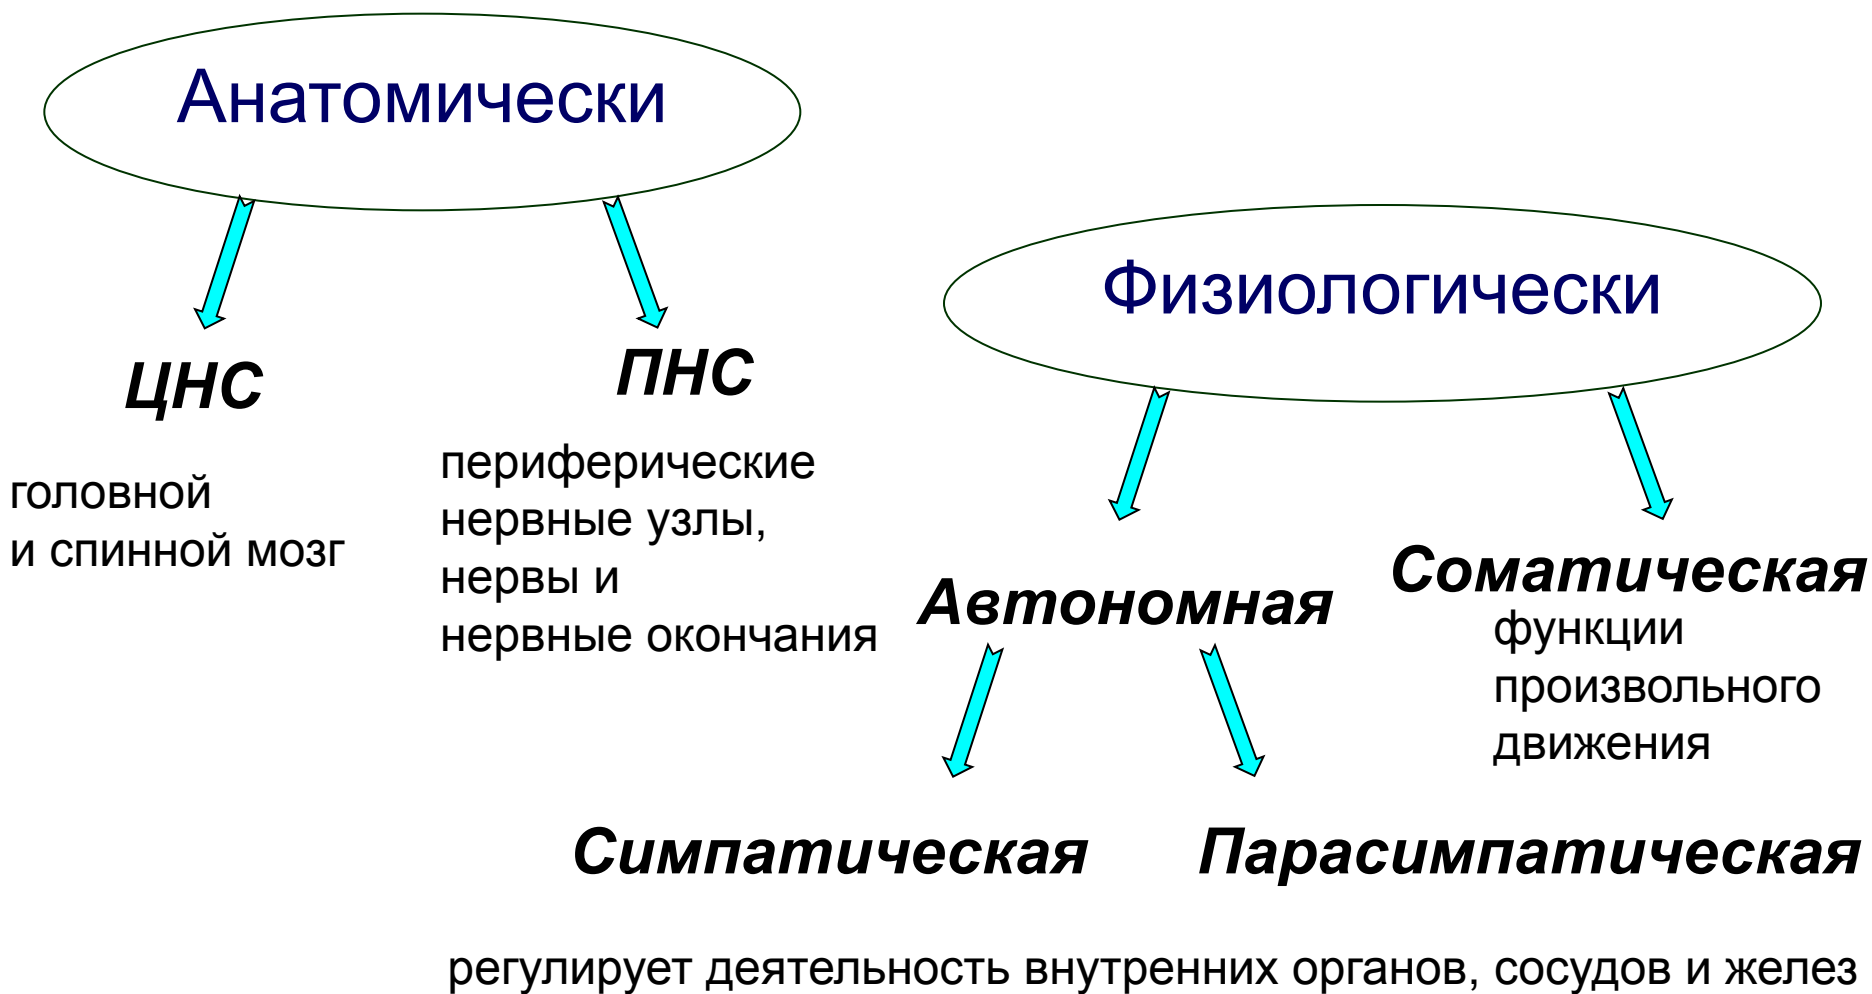 Анатомически
ЦНС
головной
и спинной мозг
ПНС
периферические
нервные узлы,
нервы и
нервные окончания
Физиологически
Автономная
Соматическая
функции
произвольного
движения
Симпатическая
Парасимпатическая
регулирует деятельность внутренних органов, сосудов и желез